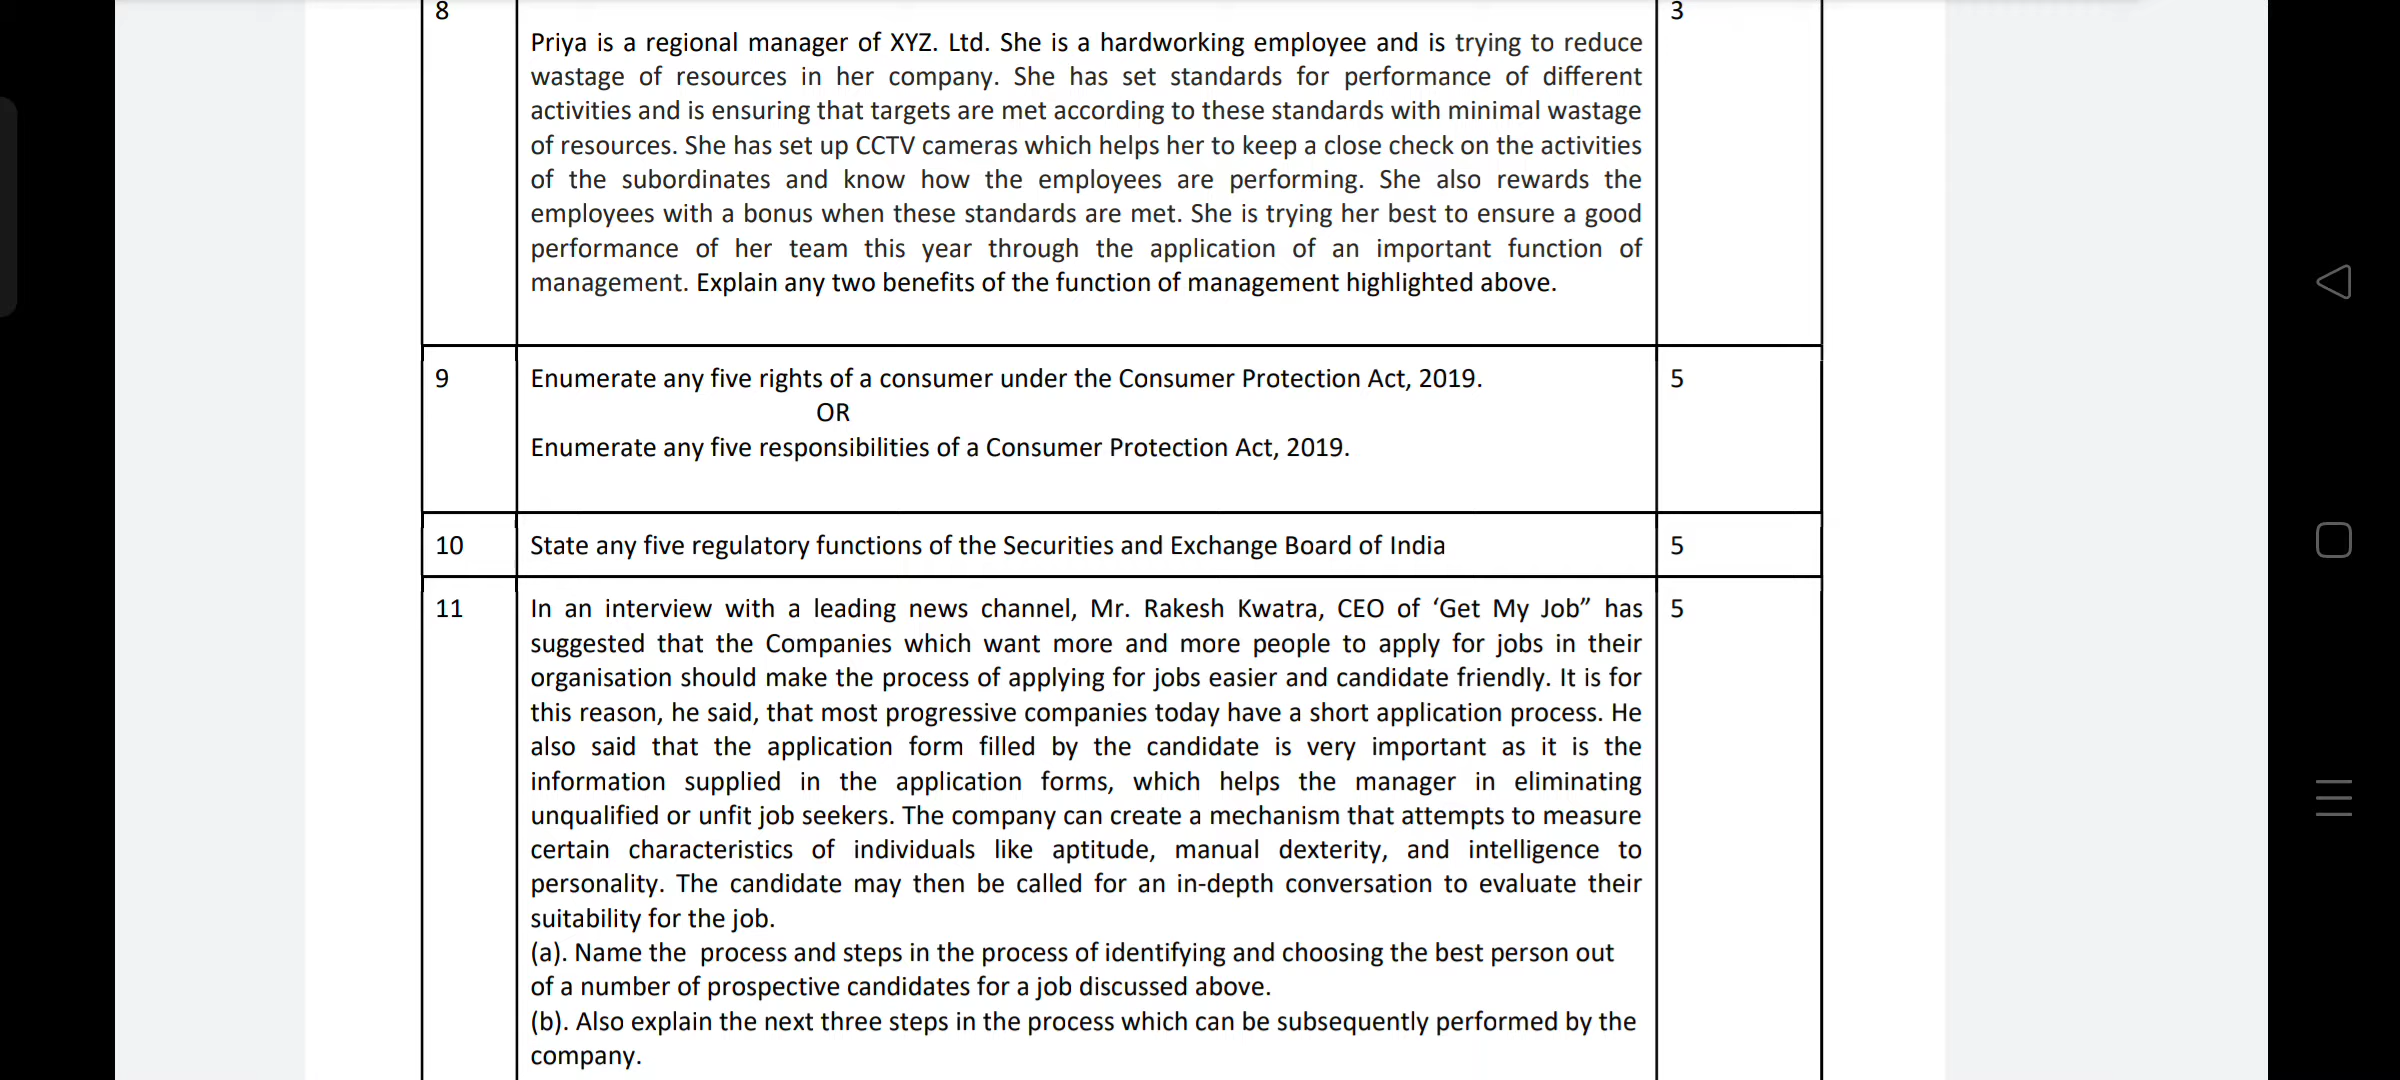 8
3
Priya is a regional manager of XYZ. Ltd. She is a hardworking employee and is trying to reduce
wastage of resources in her company. She has set standards for performance of different
activities and is ensuring that targets are met according to these standards with minimal wastage
of resources. She has set up CCTV cameras which helps her to keep a close check on the activities
of the subordinates and know how the employees are performing. She also rewards the
employees with a bonus when these standards are met. She is trying her best to ensure a good
performance of her team this year through the application of an important function of
management. Explain any two benefits of the function of management highlighted above.
9
Enumerate any five rights of a consumer under the Consumer Protection Act, 2019.
5
OR
Enumerate any five responsibilities of a Consumer Protection Act, 2019.
10
State any five regulatory functions of the Securities and Exchange Board of India
5
11
In an interview with a leading news channel, Mr. Rakesh Kwatra, CEO of ‘Get My Job” has
5
suggested that the Companies which want more and more people to apply for jobs in their
organisation should make the process of applying for jobs easier and candidate friendly. It is for
this reason, he said, that most progressive companies today have a short application process. He
also said that the application form filled by the candidate is very important as it is the
information supplied in the application forms, which helps the manager in eliminating
unqualified or unfit job seekers. The company can create a mechanism that attempts to measure
certain characteristics of individuals like aptitude, manual dexterity, and intelligence to
personality. The candidate may then be called for an in-depth conversation to evaluate their
suitability for the job.
(a). Name the process and steps in the process of identifying and choosing the best person out
of a number of prospective candidates for a job discussed above.
(b). Also explain the next three steps in the process which can be subsequently performed by the
company.